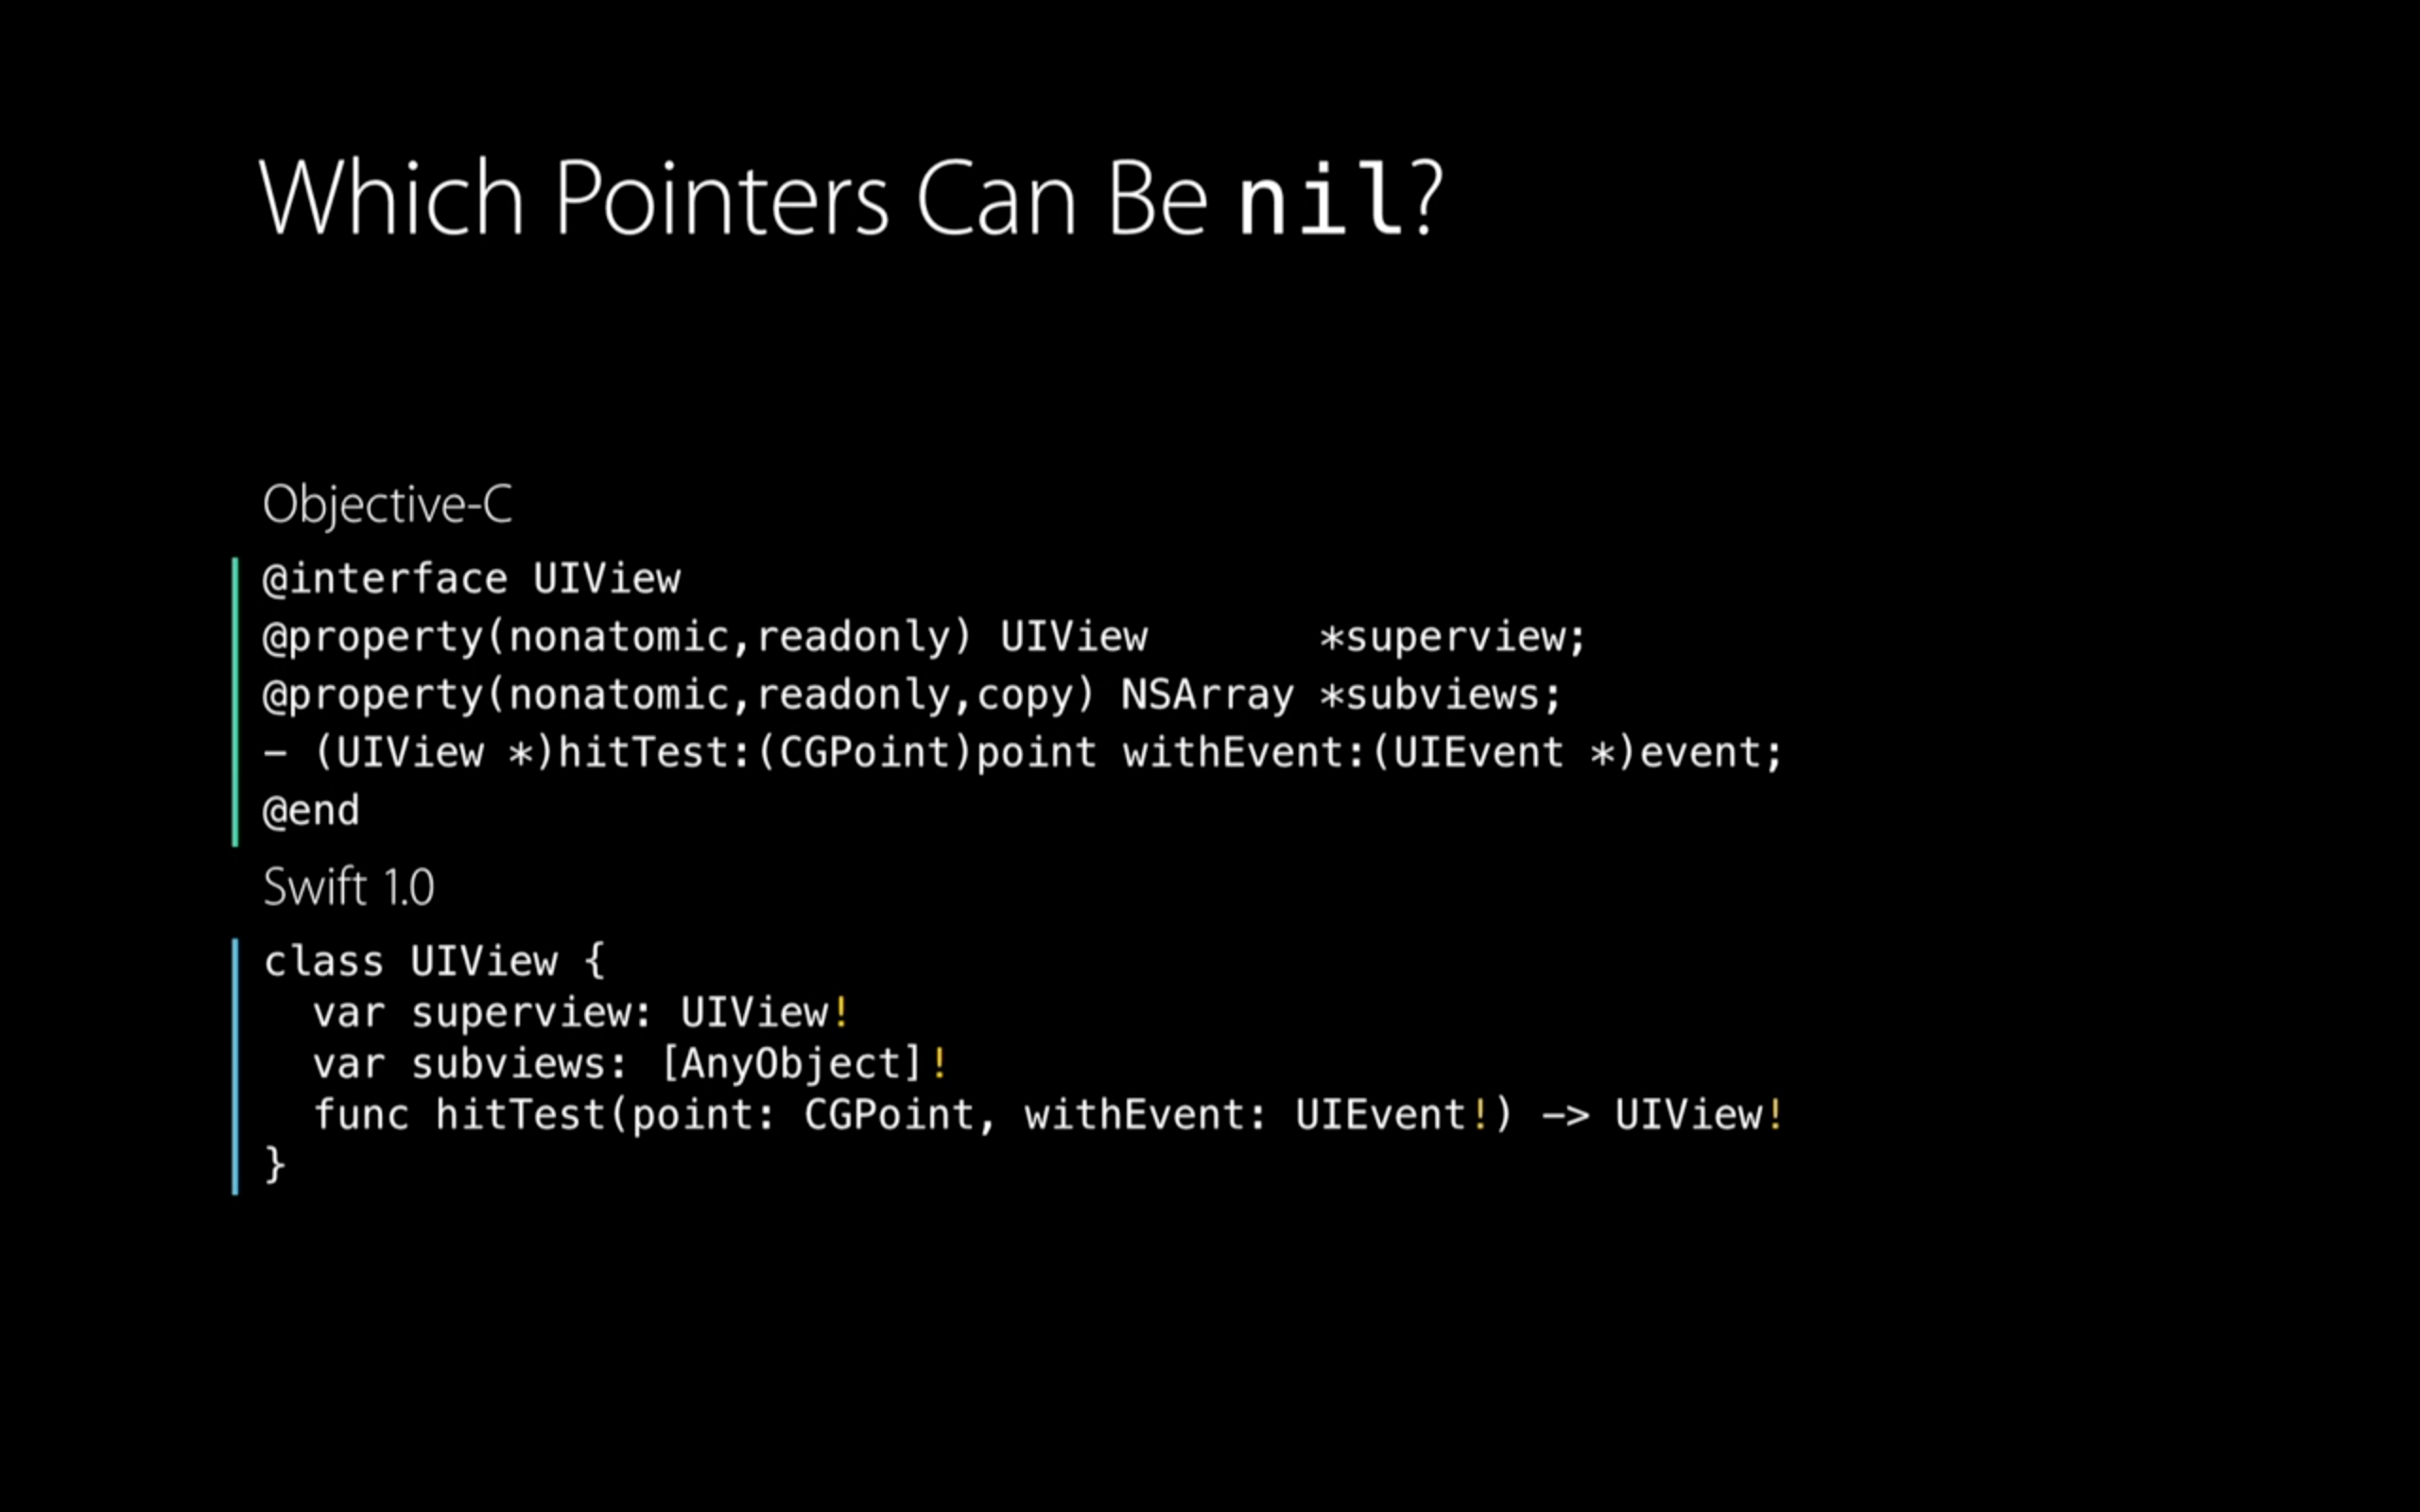 Which Pointers Can Be nil?
Objective-C
@interface UIView
@property(nonatomic,readonly) UIView       *superview;
@property(nonatomic,readonly,copy) NSArray *subviews;
- (UIView *)hitTest:(CGPoint)point withEvent:(UIEvent *)event;
@end
Swift 1.0
class UIView {
  var superview: UIView!
  var subviews: [AnyObject]!
  func hitTest(point: CGPoint, withEvent: UIEvent!) -> UIView!
}